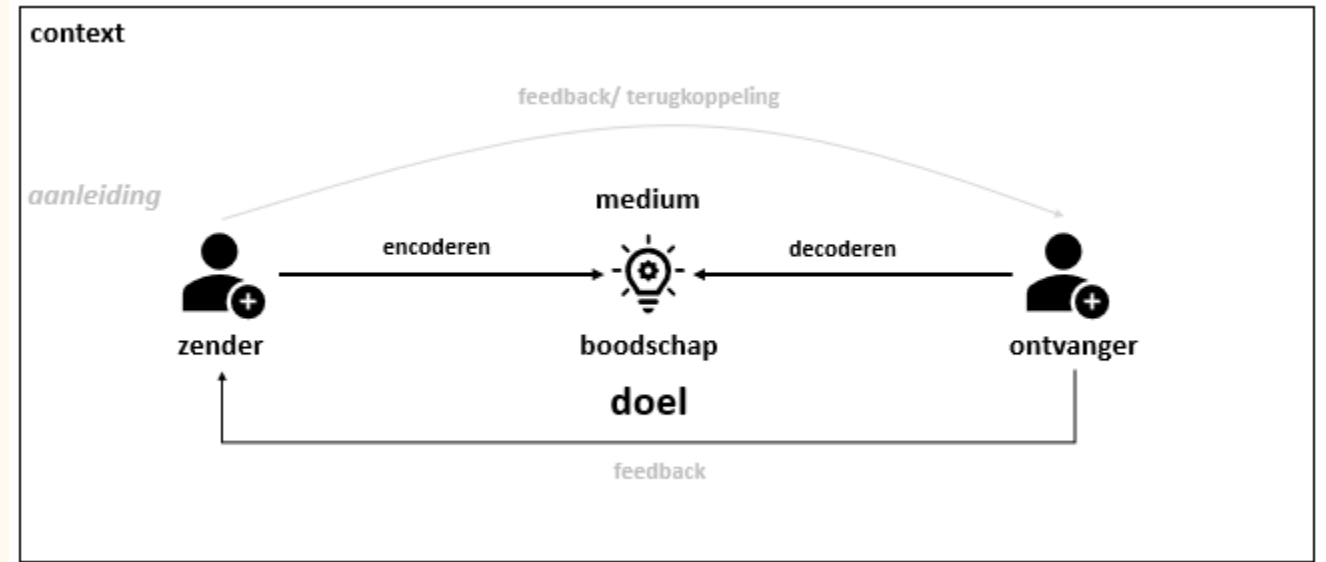 context
feedback/ terugkoppeling
aanleiding
medium
encoderen
decoderen
zender
boodschap
ontvanger
doel
feedback